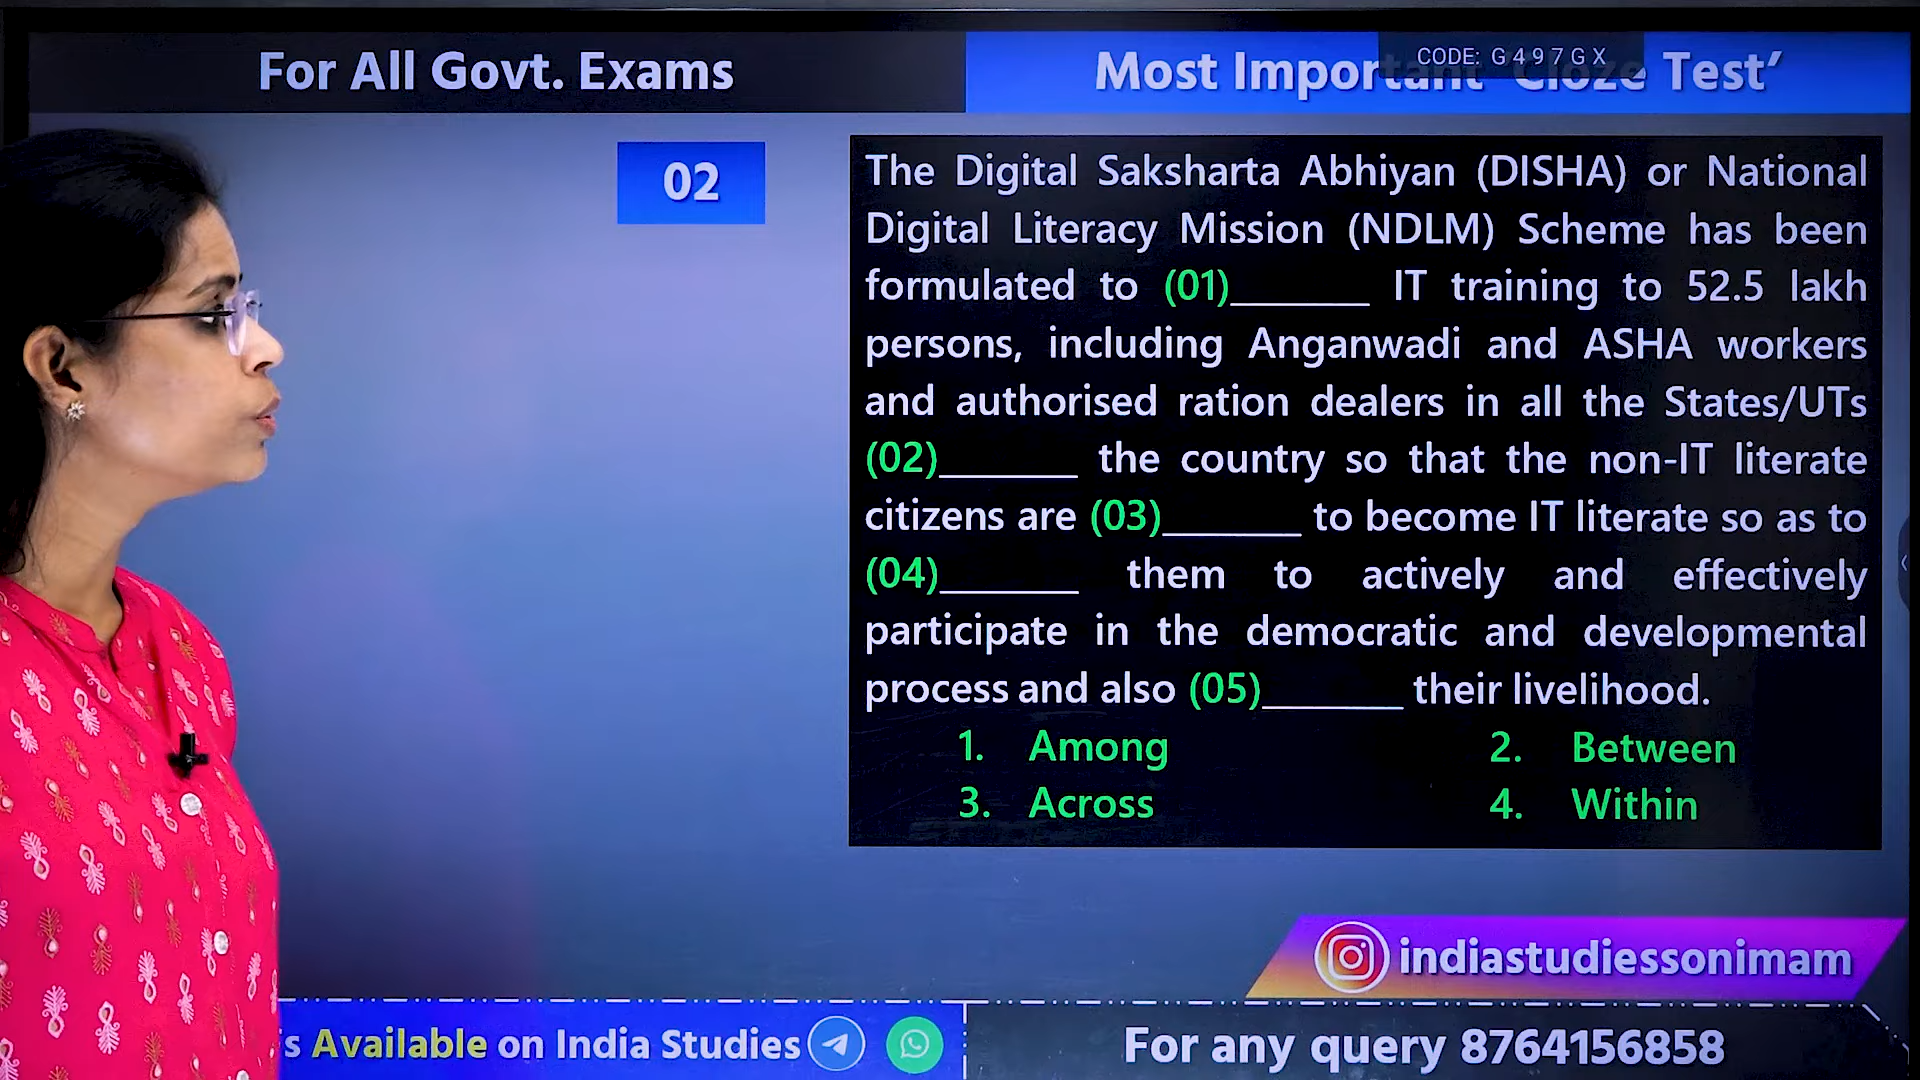 For All Govt. Exams
Most Important 'Cloze Test'
CODE: G497GX
02
The Digital Saksharta Abhiyan (DISHA) or National
Digital Literacy Mission (NDLM) Scheme has been
formulated to (01)_______ IT training to 52.5 lakh
persons, including Anganwadi and ASHA workers
and authorised ration dealers in all the States/UTs
(02)_______ the country so that the non-IT literate
citizens are (03)_______ to become IT literate so as to
(04)_______ them to actively and effectively
participate in the democratic and developmental
process and also (05)_______ their livelihood.
1. Among 2. Between
3. Across 4. Within
indiastudiessonimam
s Available on India Studies
For any query 8764156858